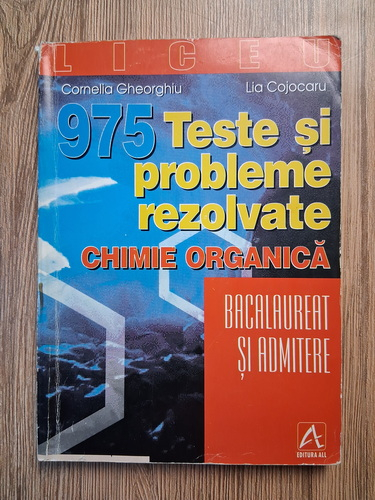 LICEU
Cornelia Gheorghiu Lia Cojocaru
975 Teste și
probleme
rezolvate
CHIMIE ORGANICĂ
BACALAUREAT
ȘI ADMITERE
EDITURA ALL